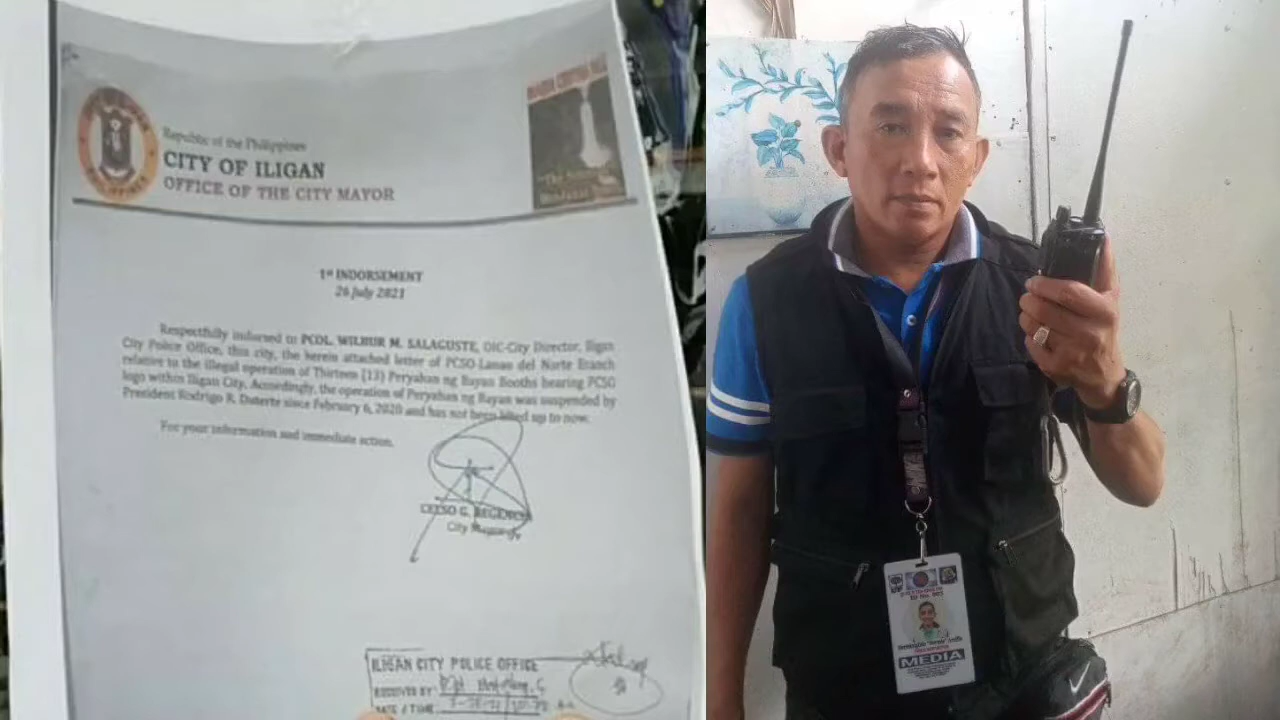 Republic of the Philippines
CITY OF ILIGAN
OFFICE OF THE CITY MAYOR
1st INDORSEMENT
26 July 2021
Respectfully indorsed to PCOL. WILBUR M. SALAGUSTE, OIC-City Director, Iligan
City Police Office, this city, the herein attached letter of PCSO-Lanao del Norte Branch
relative to the illegal operation of Thirteen (13) Peryahan ng Bayan Booths bearing PCSO
logo within Iligan City. Accordingly, the operation of Peryahan ng Bayan was suspended by
President Rodrigo R. Duterte since February 6, 2020 and has not been lifted up to now.
For your information and immediate action.
CELSO G. REGENCIA
City Mayor
ILIGAN CITY POLICE OFFICE
RECEIVED BY:
DATE / TIME
MEDIA